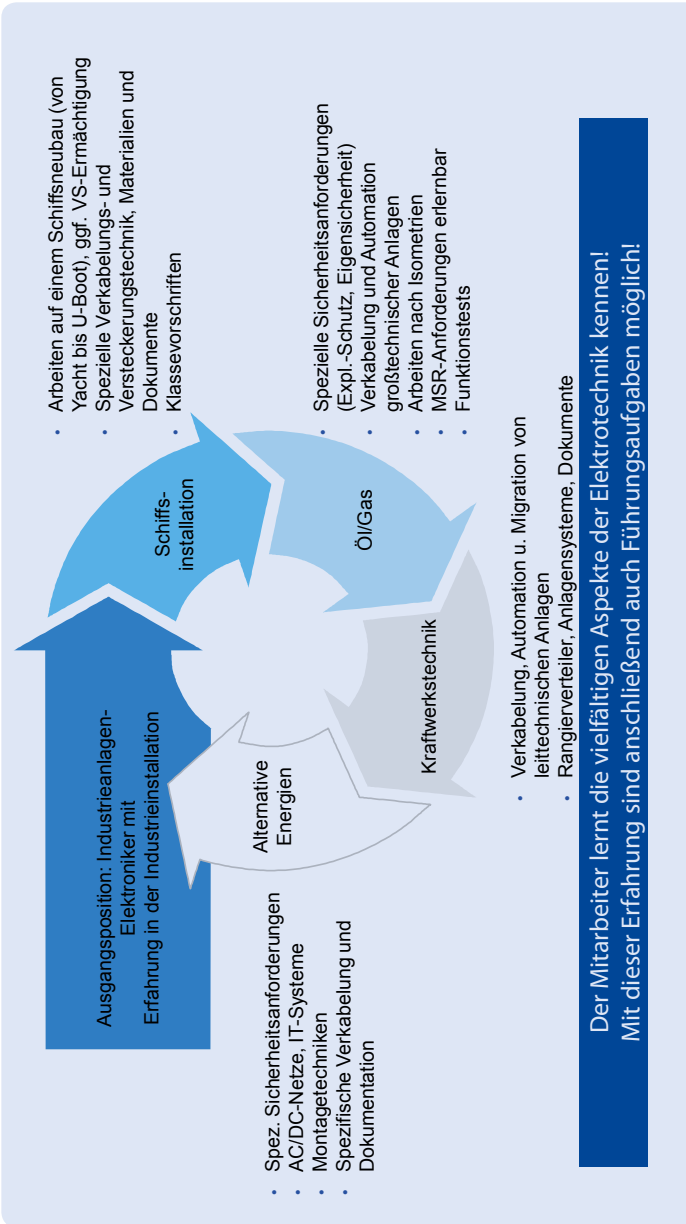 Ausgangsposition: Industrieanlagen-
Elektroniker mit
Erfahrung in der Industrieinstallation
Schiffs-
installation
· Arbeiten auf einem Schiffsneubau (von
Yacht bis U-Boot), ggf. VS-Ermächtigung
· Spezielle Verkabelungs- und
Versteckerungstechnik, Materialien und
Dokumente
· Klassevorschriften
Öl/Gas
· Spezielle Sicherheitsanforderungen
(Expl.-Schutz, Eigensicherheit)
· Verkabelung und Automation
großtechnischer Anlagen
· Arbeiten nach Isometrien
· MSR-Anforderungen erlernbar
· Funktionstests
Kraftwerkstechnik
· Verkabelung, Automation u. Migration von
leittechnischen Anlagen
· Rangierverteiler, Anlagensysteme, Dokumente
Alternative
Energien
· Spez. Sicherheitsanforderungen
· AC/DC-Netze, IT-Systeme
· Montagetechniken
· Spezifische Verkabelung und
Dokumentation
Der Mitarbeiter lernt die vielfältigen Aspekte der Elektrotechnik kennen!
Mit dieser Erfahrung sind anschließend auch Führungsaufgaben möglich!